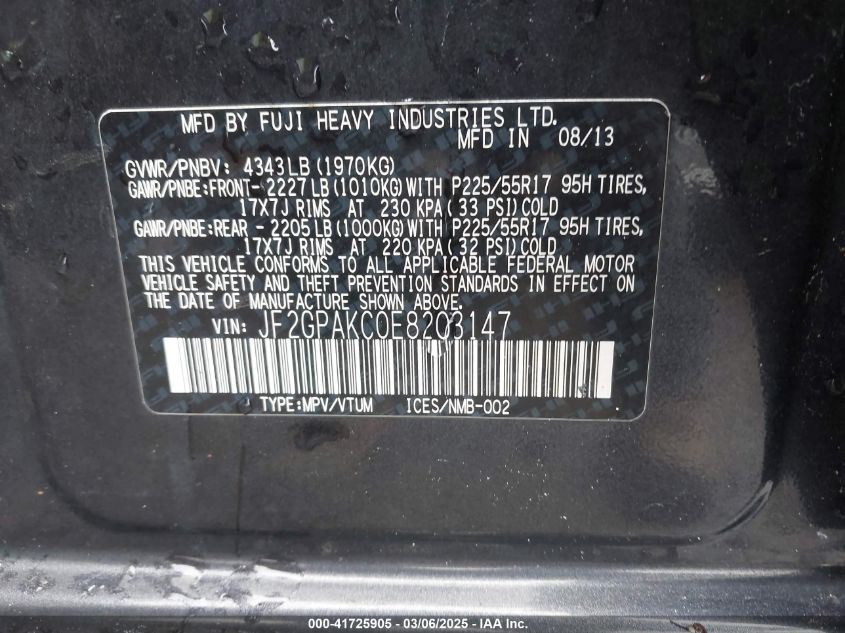 MFD BY FUJI HEAVY INDUSTRIES LTD.
MFD IN 08/13
GVWR/PNBV: 4343LB (1970KG)
GAWR/PNBE:FRONT- 2227LB(1010KG)WITH P225/55R17 95H TIRES,
17X7J RIMS AT 230 KPA( 33 PSI)COLD
GAWR/PNBE:REAR - 2205LB(1000KG)WITH P225/55R17 95H TIRES,
17X7J RIMS AT 220 KPA( 32 PSI)COLD
THIS VEHICLE CONFORMS TO ALL APPLICABLE FEDERAL MOTOR
VEHICLE SAFETY AND THEFT PREVENTION STANDARDS IN EFFECT ON
THE DATE OF MANUFACTURE SHOWN ABOVE.
VIN: JF2GPAKC0E8203147
TYPE:MPV/VTUM ICES/NMB-002
000-41725905 - 03/06/2025 - IAA Inc.